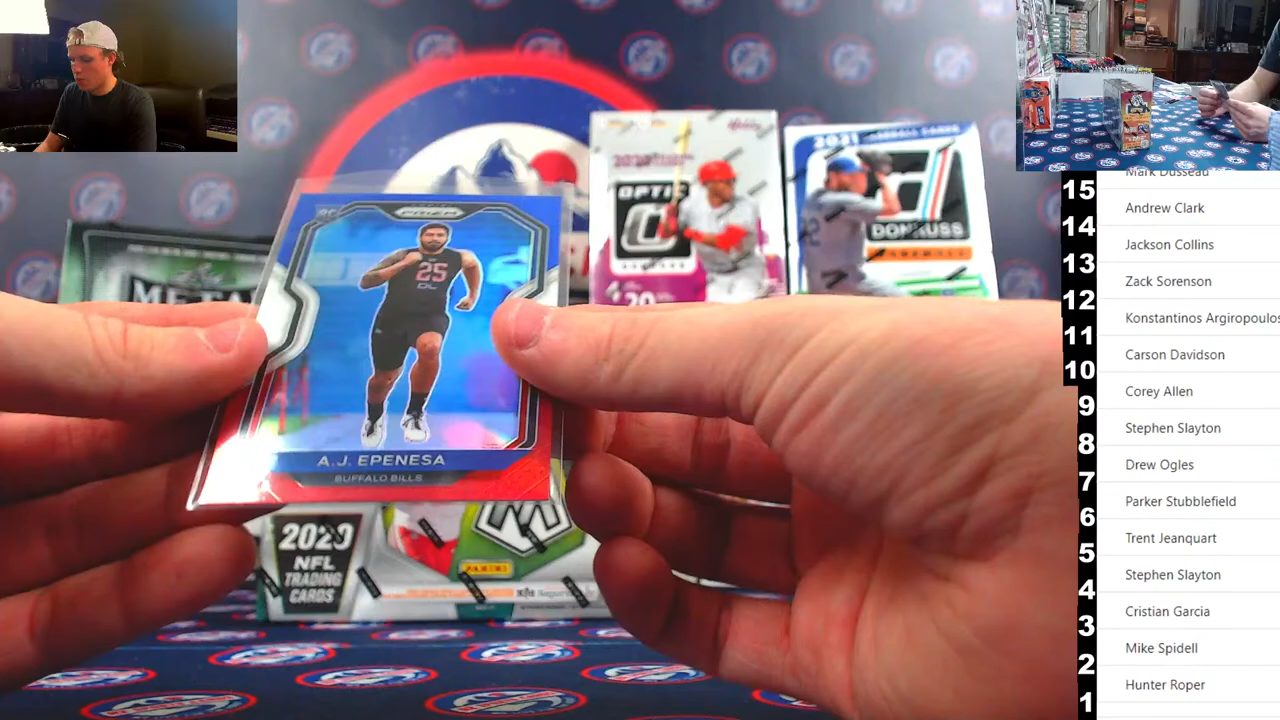 PRIZM
25
DL
A.J. EPENESA
BUFFALO BILLS
META
OPTIC
20
2021
DONRUSS
2020
NFL
TRADING
CARDS
PANINI
Mark Dusseau
15
Andrew Clark
14
Jackson Collins
13
Zack Sorenson
12
Konstantinos Argiropoulos
11
Carson Davidson
10
Corey Allen
9
Stephen Slayton
8
Drew Ogles
7
Parker Stubblefield
6
Trent Jeanquart
5
Stephen Slayton
4
Cristian Garcia
3
Mike Spidell
2
Hunter Roper
1